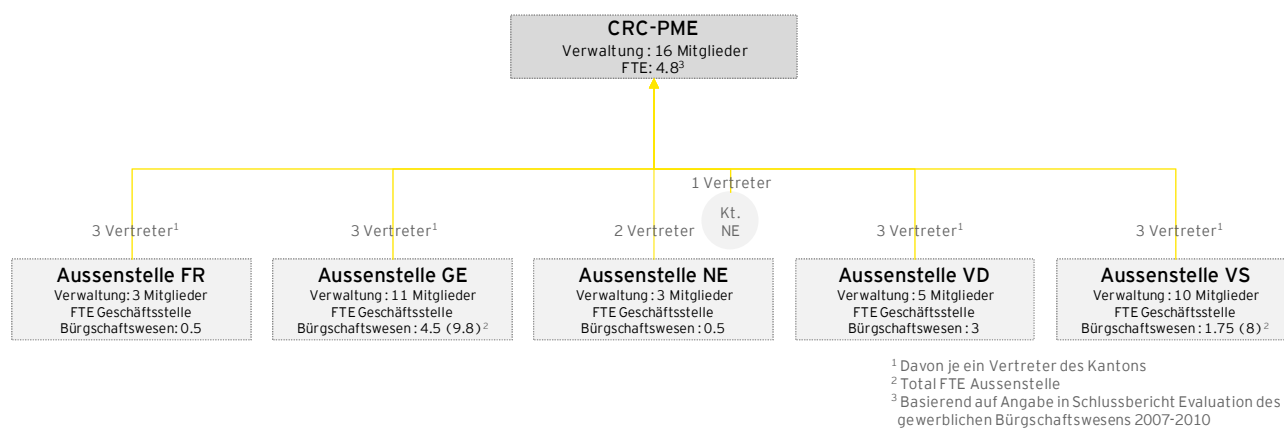 CRC-PME
Verwaltung: 16 Mitglieder
FTE: 4.8³
1 Vertreter
Kt.
NE
3 Vertreter¹
3 Vertreter¹
2 Vertreter
3 Vertreter¹
3 Vertreter¹
Aussenstelle FR
Verwaltung: 3 Mitglieder
FTE Geschäftsstelle
Bürgschaftswesen: 0.5
Aussenstelle GE
Verwaltung: 11 Mitglieder
FTE Geschäftsstelle
Bürgschaftswesen: 4.5 (9.8)²
Aussenstelle NE
Verwaltung: 3 Mitglieder
FTE Geschäftsstelle
Bürgschaftswesen: 0.5
Aussenstelle VD
Verwaltung: 5 Mitglieder
FTE Geschäftsstelle
Bürgschaftswesen: 3
Aussenstelle VS
Verwaltung: 10 Mitglieder
FTE Geschäftsstelle
Bürgschaftswesen: 1.75 (8)²
¹ Davon je ein Vertreter des Kantons
² Total FTE Aussenstelle
³ Basierend auf Angabe in Schlussbericht Evaluation des
gewerblichen Bürgschaftswesens 2007-2010